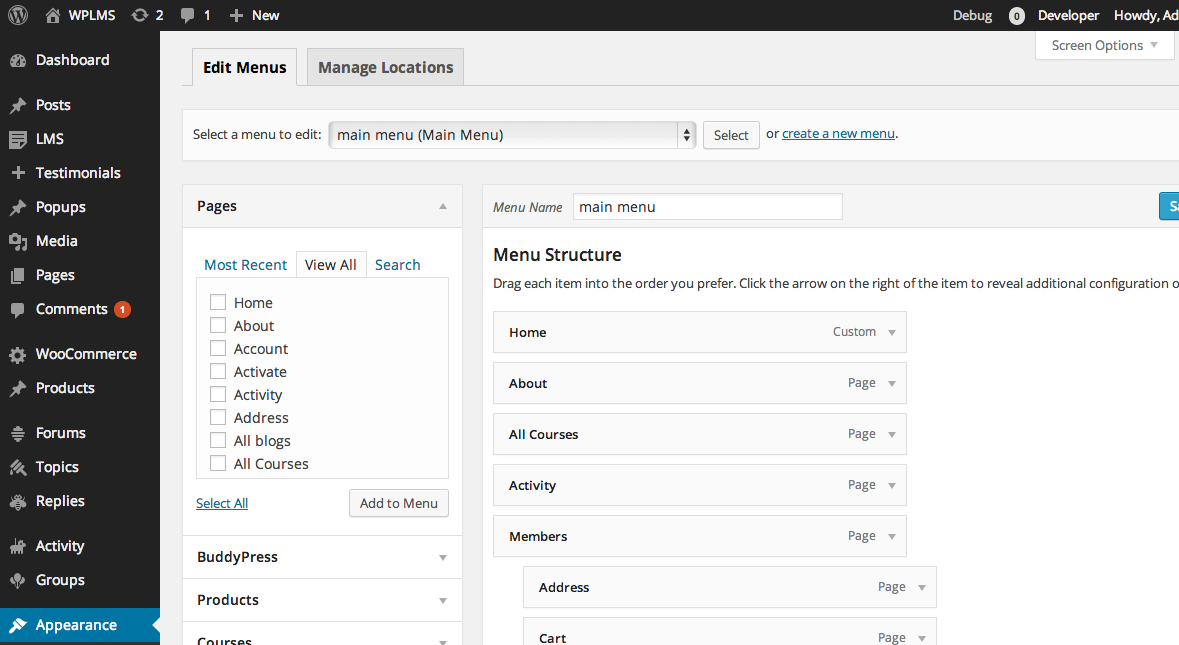 WPLMS 2 1 New Debug 0 Developer Howdy, Ad
Dashboard
Posts
LMS
Testimonials
Popups
Media
Pages
Comments 1
WooCommerce
Products
Forums
Topics
Replies
Activity
Groups
Appearance
Screen Options
Edit Menus Manage Locations
Select a menu to edit: main menu (Main Menu) Select or create a new menu.
Pages
Most Recent View All Search
Home
About
Account
Activate
Activity
Address
All blogs
All Courses
Select All Add to Menu
BuddyPress
Products
Courses
Menu Name main menu Sa
Menu Structure
Drag each item into the order you prefer. Click the arrow on the right of the item to reveal additional configuration o
Home Custom
About Page
All Courses Page
Activity Page
Members Page
Address Page
Cart Page